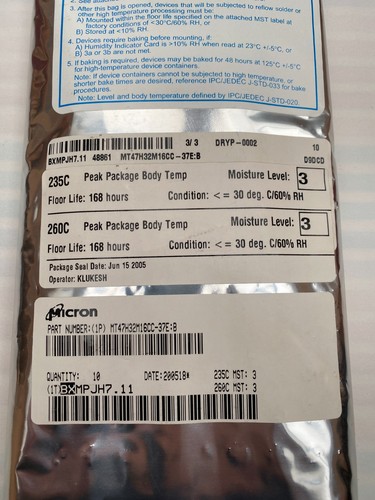 3. After this bag is opened, devices that will be subjected to reflow solder or
other high temperature processing must be:
A) Mounted within the floor life specified on the attached MST label at
factory conditions of <30°C/60% RH, or
B) Stored at <10% RH.
4. Devices require baking before mounting, if:
A) Humidity Indicator Card is >10% RH when read at 23°C +/-5°C, or
B) 3a or 3b are not met.
5. If baking is required, devices may be baked for 48 hours at 125°C +/-5°C
for high-temperature device containers.
Note: If device containers cannot be subjected to high temperature, or
shorter bake times are desired, reference IPC/JEDEC J-STD-033 for bake
procedures.
Note: Level and body temperature defined by IPC/JEDEC J-STD-020.
3/ 3 DRYP-0002 10
BXMPJH7.11 48861 MT47H32M16CC-37E:B D9DCD
235C Peak Package Body Temp Moisture Level: 3
Floor Life: 168 hours Condition: < = 30 deg. C/60% RH
260C Peak Package Body Temp Moisture Level: 3
Floor Life: 168 hours Condition: < = 30 deg. C/60% RH
Package Seal Date: Jun 15 2005
Operator: KLUKESH
Micron
PART NUMBER:(1P) MT47H32M16CC-37E:B
QUANTITY: 10 DATE:200518* 235C MST: 3
(1T)BXMPJH7.11 260C MST: 3